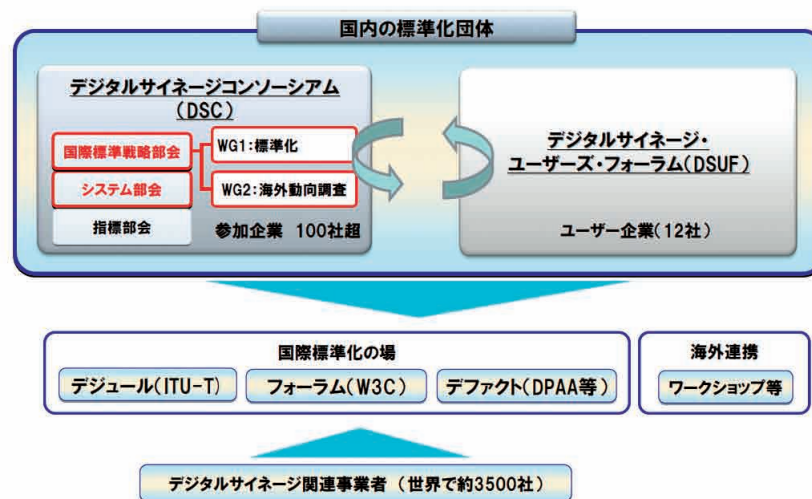 国内の標準化団体
デジタルサイネージコンソーシアム
(DSC)
国際標準戦略部会
WG1:標準化
システム部会
WG2:海外動向調査
指標部会
参加企業 100社超
デジタルサイネージ・
ユーザーズ・フォーラム(DSUF)
ユーザー企業(12社)
国際標準化の場
デジュール(ITU-T)
フォーラム(W3C)
デファクト(DPAA等)
海外連携
ワークショップ等
デジタルサイネージ関連事業者 (世界で約3500社)